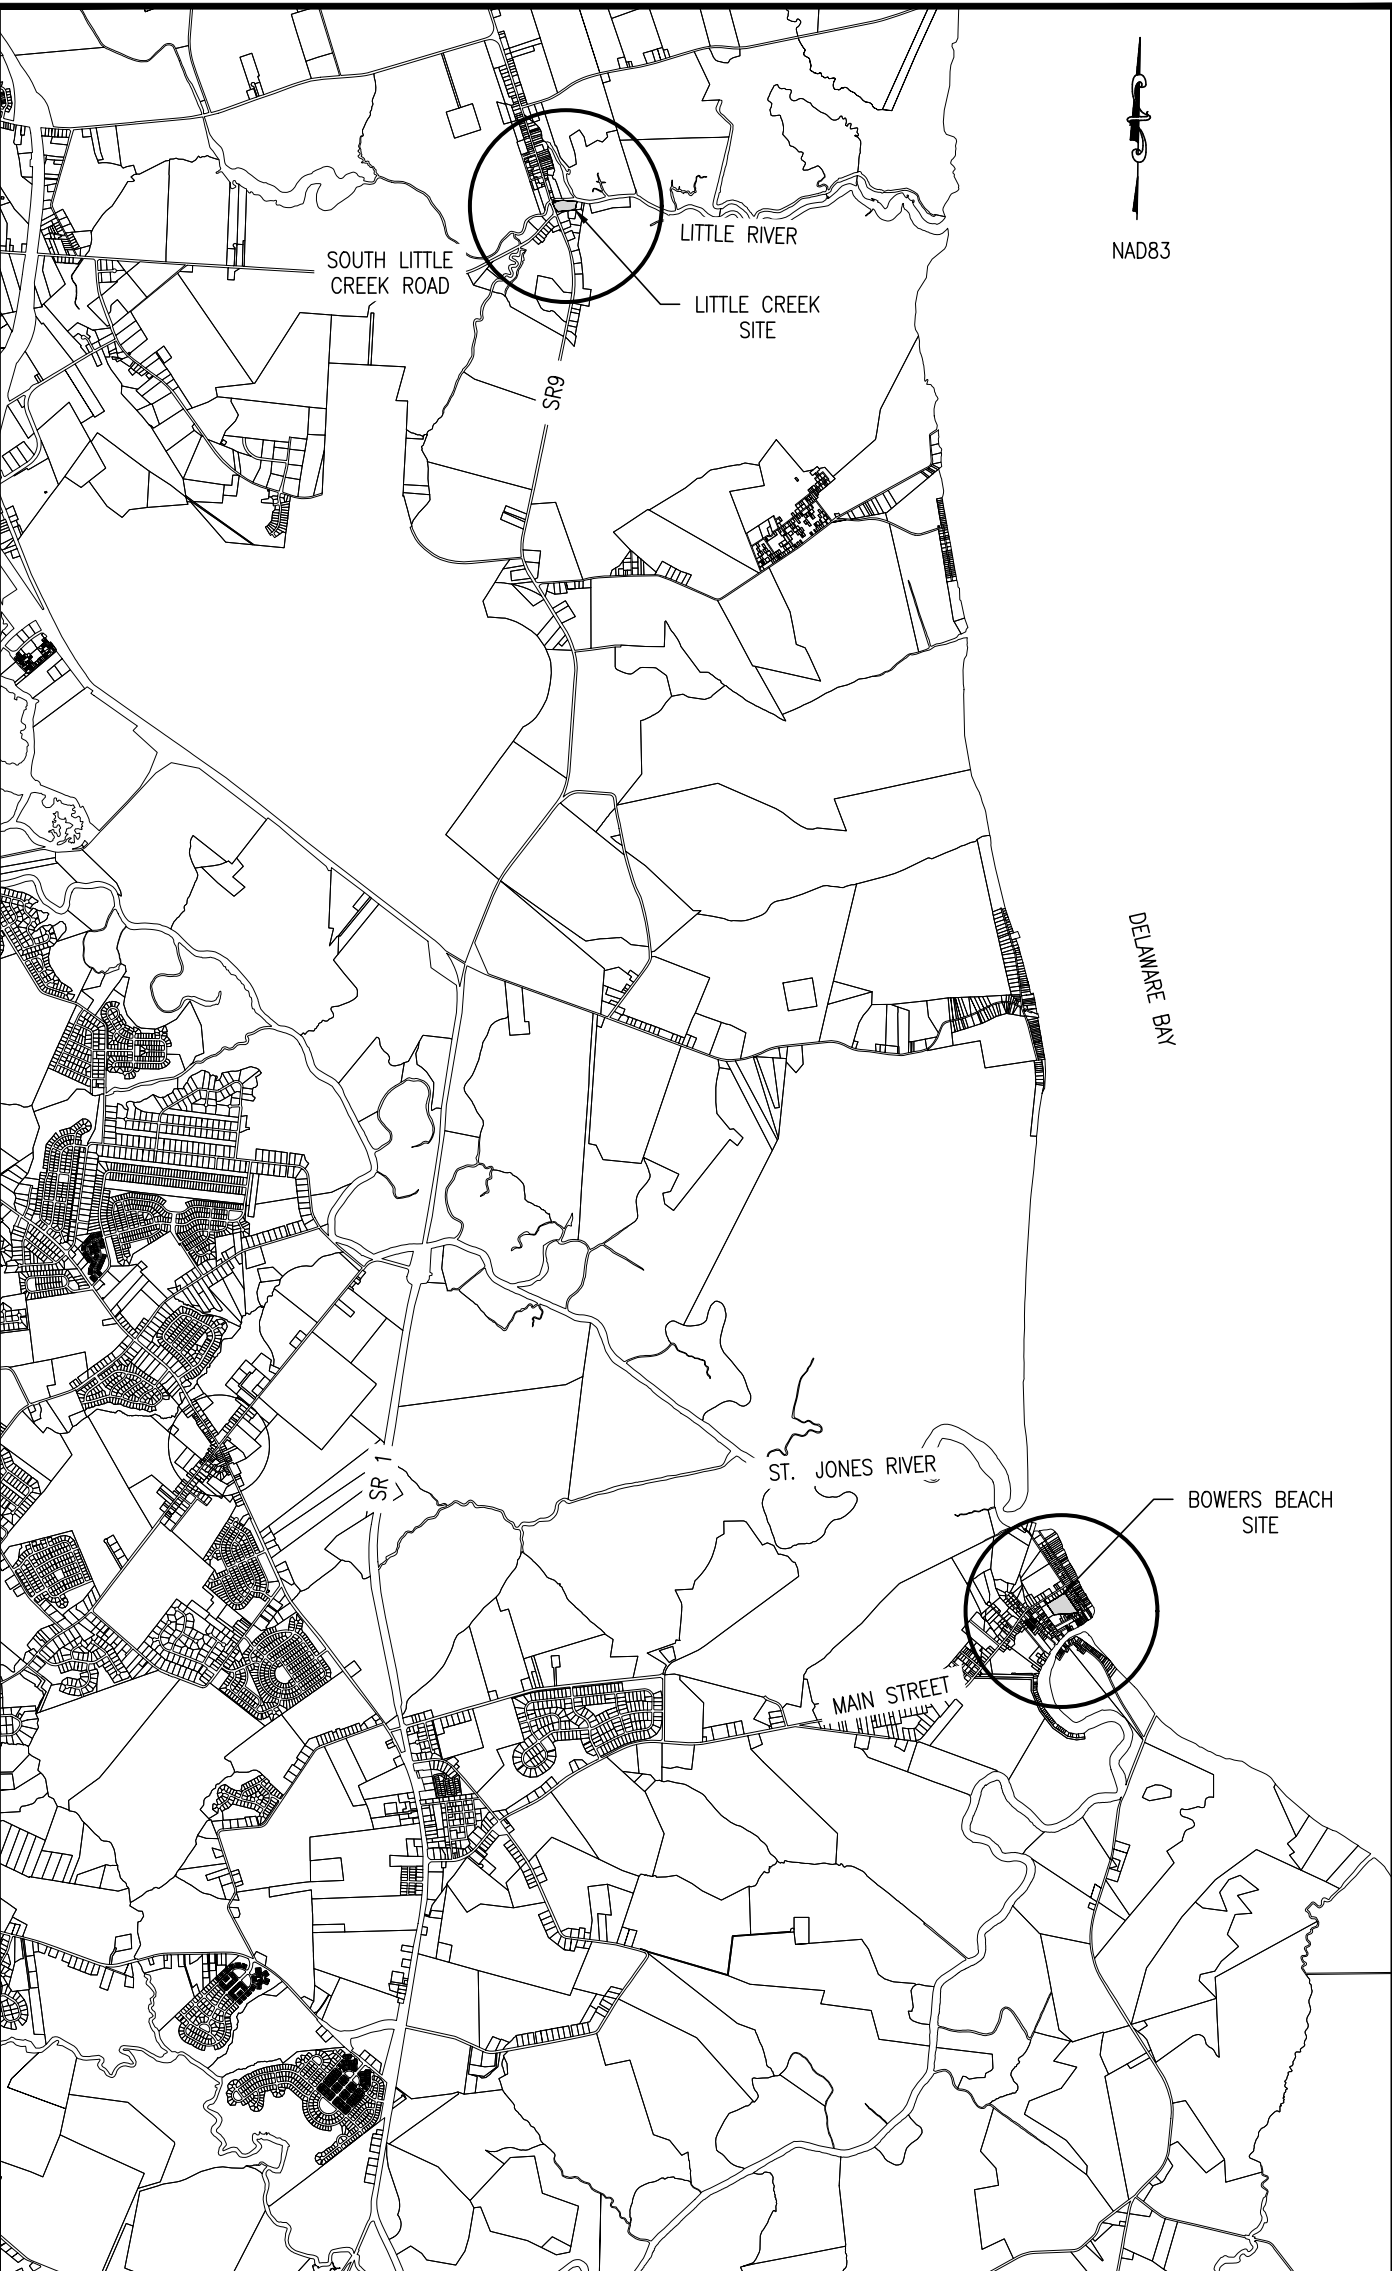 NAD83
LITTLE RIVER
SOUTH LITTLE
CREEK ROAD
LITTLE CREEK
SITE
SR9
DELAWARE BAY
ST. JONES RIVER
SR 1
BOWERS BEACH
SITE
MAIN STREET